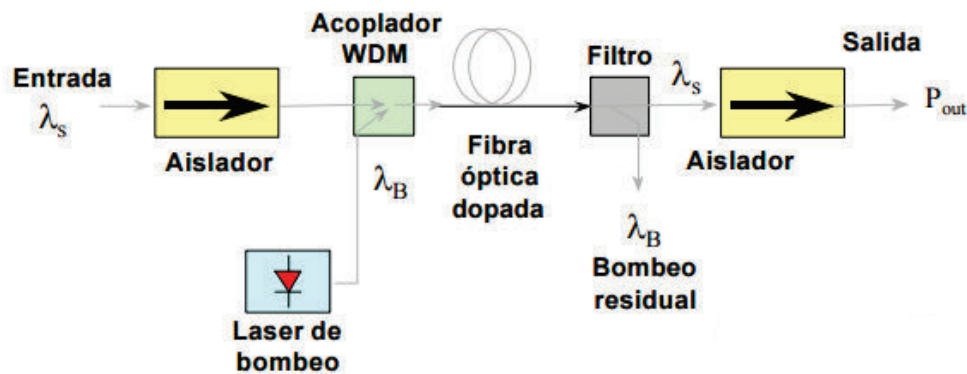 Entrada
λs
Aislador
Acoplador
WDM
λB
Laser de
bombeo
Fibra
óptica
dopada
Filtro
λs
λB
Bombeo
residual
Aislador
Salida
Pout